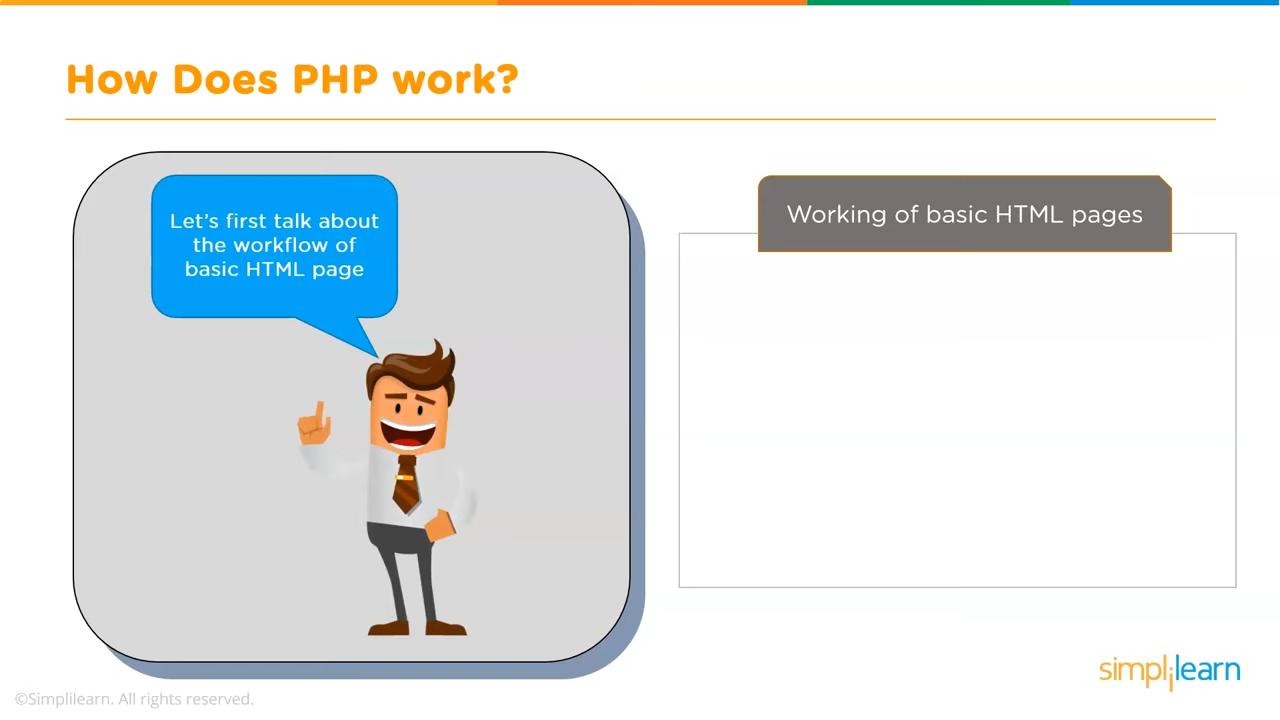 How Does PHP work?
Let's first talk about
the workflow of
basic HTML page
Working of basic HTML pages
simplilearn
©Simplilearn. All rights reserved.